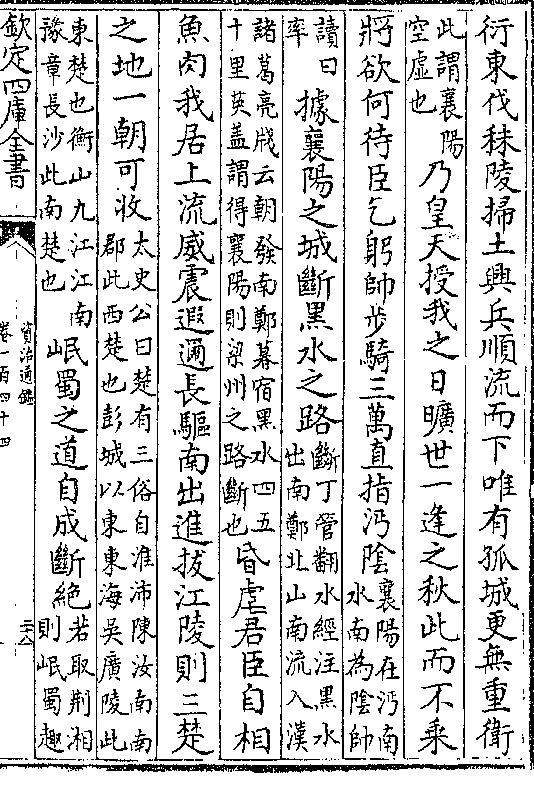 衍東伐秣陵掃土興兵順流而下唯有孤城更無重衛
此謂襄陽空虛也乃皇天授我之日曠世一逢之秋此而不乗
將欲何待臣乞躬帥步騎三萬直指沔陰襄陽在沔南水南為陰帥
讀曰率據襄陽之城斷黒水之路斷丁管翻水經注黒水出南鄭北山南流入漢
諸葛亮牋云朝發南鄭暮宿黒水四五十里英盖謂得襄陽則梁州之路斷也昏虐君臣自相
魚肉我居上流威震遐邇長驅南出進拔江陵則三楚
之地一朝可收太史公曰楚有三俗自淮沛陳汝南南郡此西楚也彭城以東東海吳廣陵此
東楚也衡山九江江南豫章長沙此南楚也岷蜀之道自成斷絶若取荆湘則岷蜀趣
欽定四庫全書
資治通鑑
卷一百四十四